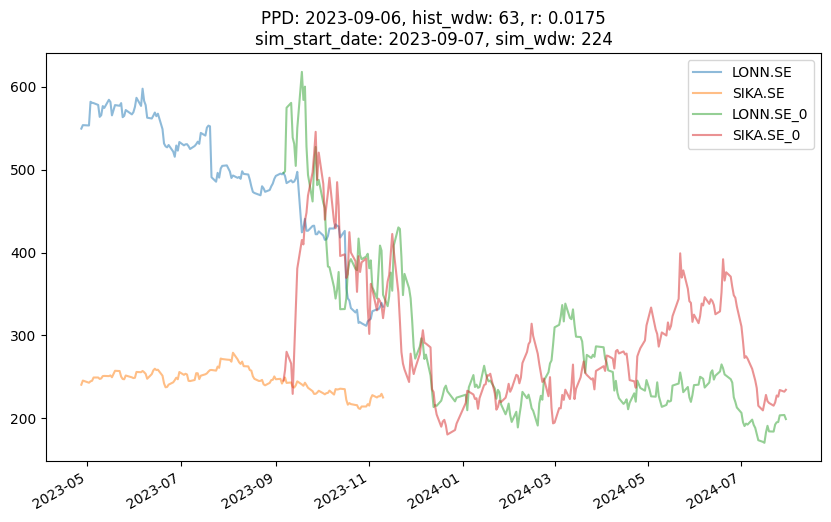 PPD: 2023-09-06, hist_wdw: 63, r: 0.0175
sim_start_date: 2023-09-07, sim_wdw: 224
LONN.SE
SIKA.SE
LONN.SE_0
SIKA.SE_0
600
500
400
300
200
2023-05
2023-07
2023-09
2023-11
2024-01
2024-03
2024-05
2024-07